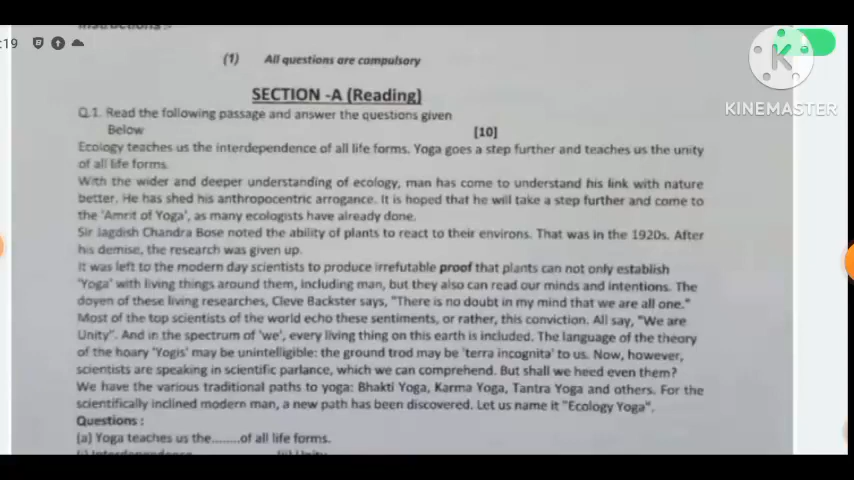 Instructions :-
:19
(1) All questions are compulsory
KINEMASTER
SECTION -A (Reading)
Q.1. Read the following passage and answer the questions given
Below [10]
Ecology teaches us the interdependence of all life forms. Yoga goes a step further and teaches us the unity
of all life forms.
With the wider and deeper understanding of ecology, man has come to understand his link with nature
better. He has shed his anthropocentric arrogance. It is hoped that he will take a step further and come to
the 'Amrit of Yoga', as many ecologists have already done.
Sir Jagdish Chandra Bose noted the ability of plants to react to their environs. That was in the 1920s. After
his demise, the research was given up.
It was left to the modern day scientists to produce irrefutable proof that plants can not only establish
'Yoga' with living things around them, including man, but they also can read our minds and intentions. The
doyen of these living researches, Cleve Backster says, "There is no doubt in my mind that we are all one."
Most of the top scientists of the world echo these sentiments, or rather, this conviction. All say, "We are
Unity". And in the spectrum of 'we', every living thing on this earth is included. The language of the theory
of the hoary 'Yogis' may be unintelligible: the ground trod may be 'terra incognita' to us. Now, however,
scientists are speaking in scientific parlance, which we can comprehend. But shall we heed even them?
We have the various traditional paths to yoga: Bhakti Yoga, Karma Yoga, Tantra Yoga and others. For the
scientifically inclined modern man, a new path has been discovered. Let us name it "Ecology Yoga".
Questions :
(a) Yoga teaches us the........of all life forms.
(i) Interdependence (ii) Unity